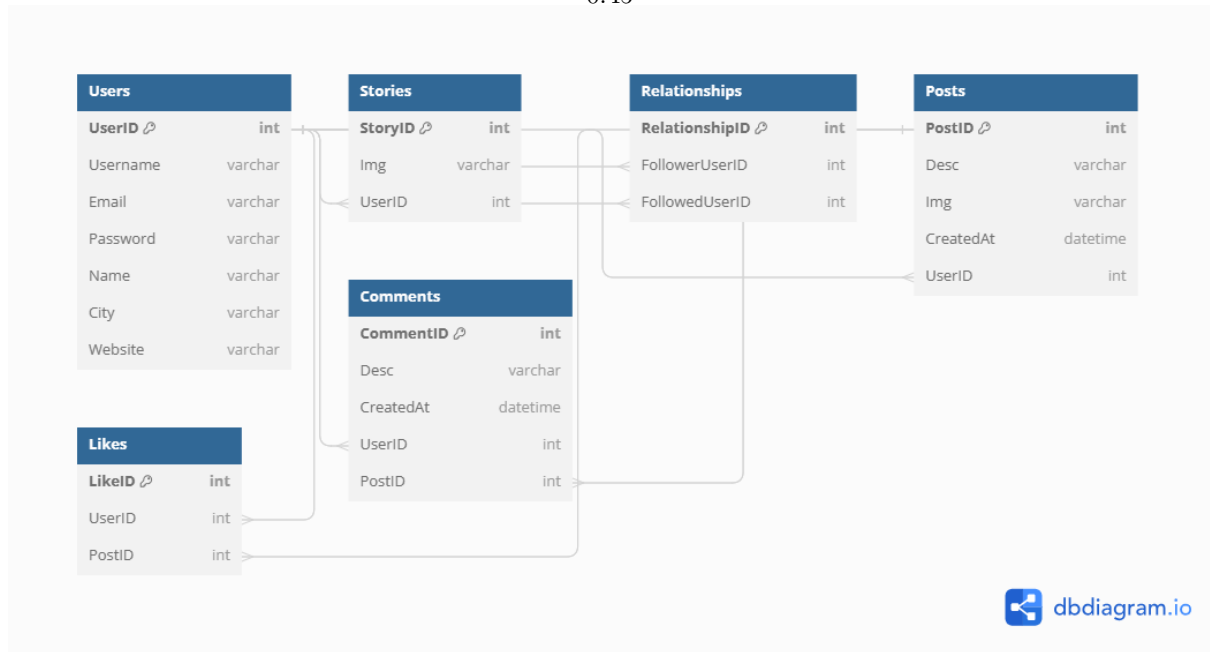 Users
UserID int
Username varchar
Email varchar
Password varchar
Name varchar
City varchar
Website varchar
Stories
StoryID int
Img varchar
UserID int
Relationships
RelationshipID int
FollowerUserID int
FollowedUserID int
Posts
PostID int
Desc varchar
Img varchar
CreatedAt datetime
UserID int
Comments
CommentID int
Desc varchar
CreatedAt datetime
UserID int
PostID int
Likes
LikeID int
UserID int
PostID int
dbdiagram.io